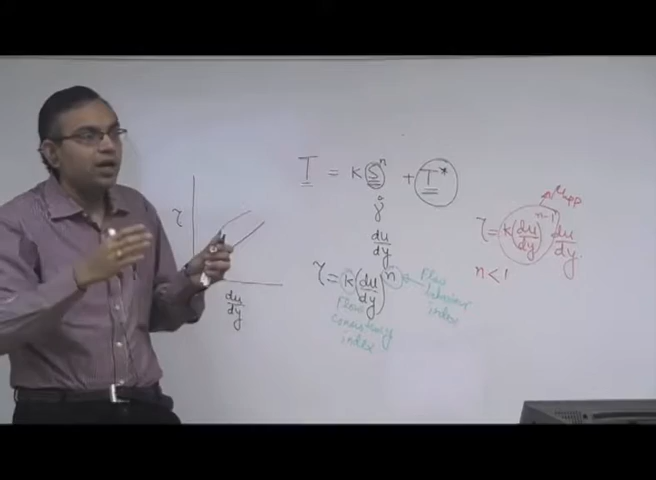 T = K S^n + T*
γ̇
du/dy
τ
du/dy
τ = k (du/dy)^n
Flow
consistency
index
Flow
behaviour
index
τ = k (du/dy)^n-1 du/dy
μapp
n < 1